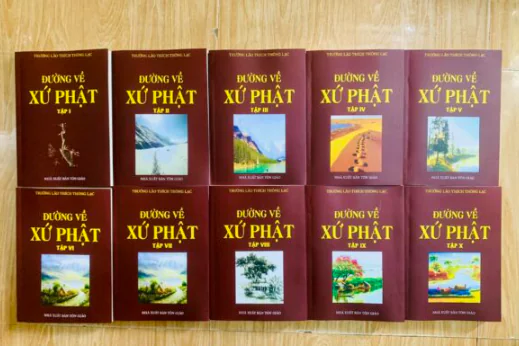 TRƯỞNG LÃO THÍCH THÔNG LẠC
ĐƯỜNG VỀ
XỨ PHẬT
TẬP I
TRƯỞNG LÃO THÍCH THÔNG LẠC
ĐƯỜNG VỀ
XỨ PHẬT
TẬP II
NHÀ XUẤT BẢN TÔN GIÁO
TRƯỞNG LÃO THÍCH THÔNG LẠC
ĐƯỜNG VỀ
XỨ PHẬT
TẬP III
NHÀ XUẤT BẢN TÔN GIÁO
TRƯỞNG LÃO THÍCH THÔNG LẠC
ĐƯỜNG VỀ
XỨ PHẬT
TẬP IV
NHÀ XUẤT BẢN TÔN GIÁO
TRƯỞNG LÃO THÍCH THÔNG LẠC
ĐƯỜNG VỀ
XỨ PHẬT
TẬP V
NHÀ XUẤT BẢN TÔN GIÁO
TRƯỞNG LÃO THÍCH THÔNG LẠC
ĐƯỜNG VỀ
XỨ PHẬT
TẬP VI
NHÀ XUẤT BẢN TÔN GIÁO
TRƯỞNG LÃO THÍCH THÔNG LẠC
ĐƯỜNG VỀ
XỨ PHẬT
TẬP VII
NHÀ XUẤT BẢN TÔN GIÁO
TRƯỞNG LÃO THÍCH THÔNG LẠC
ĐƯỜNG VỀ
XỨ PHẬT
TẬP VIII
NHÀ XUẤT BẢN TÔN GIÁO
TRƯỞNG LÃO THÍCH THÔNG LẠC
ĐƯỜNG VỀ
XỨ PHẬT
TẬP IX
NHÀ XUẤT BẢN TÔN GIÁO
TRƯỞNG LÃO THÍCH THÔNG LẠC
ĐƯỜNG VỀ
XỨ PHẬT
TẬP X
NHÀ XUẤT BẢN TÔN GIÁO